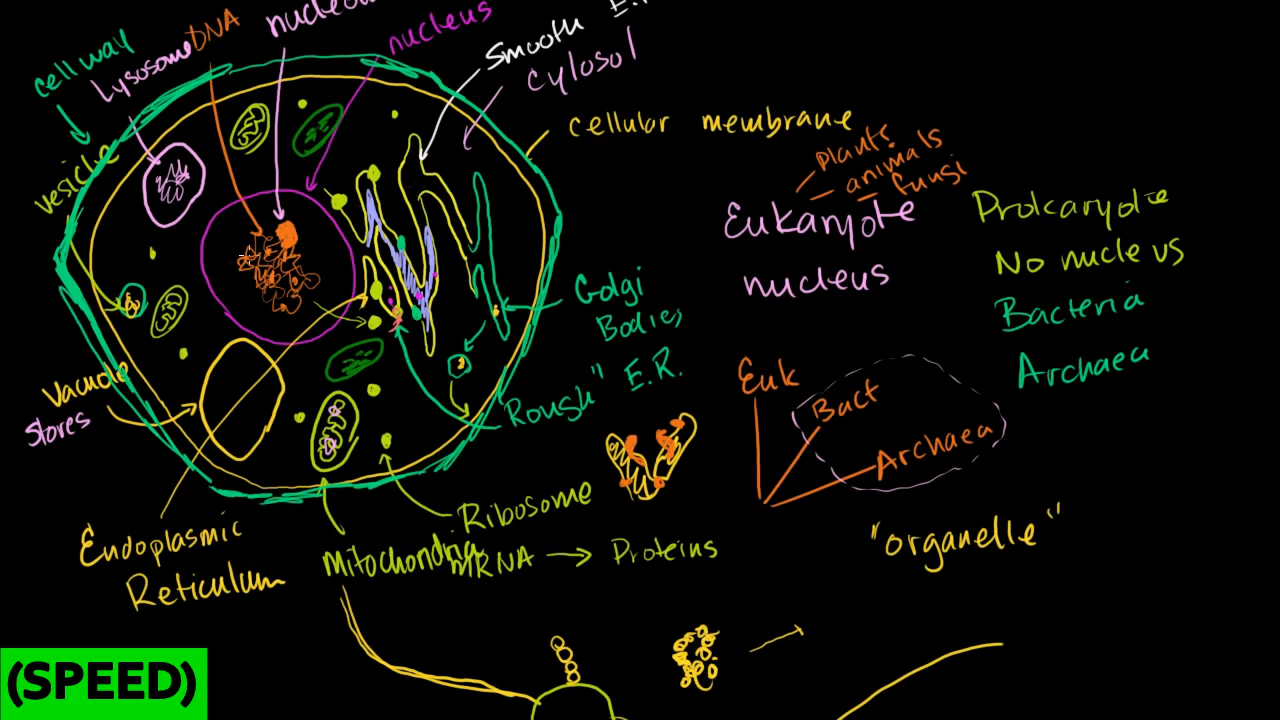 DNA
nucleus
Smooth
cell way
Lysosome
Cytosol
cellular membrane
plants
animals
fungi
vesicle
Eukaryote
nucleus
Prokaryote
No nucleus
Bacteria
Archaea
Golgi
Bodies
Vacuole
stores
Rough" E.R.
Euk
Bact
Archaea
Ribosome
mRNA → Proteins
"organelle"
Endoplasmic
Reticulum
Mitochondria
(SPEED)